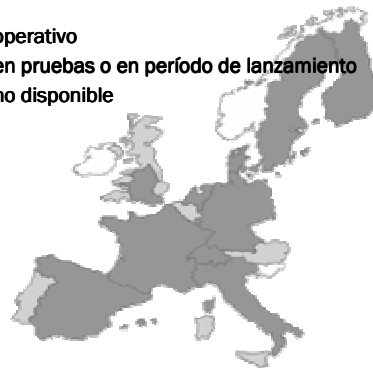 operativo
en pruebas o en período de lanzamiento
no disponible